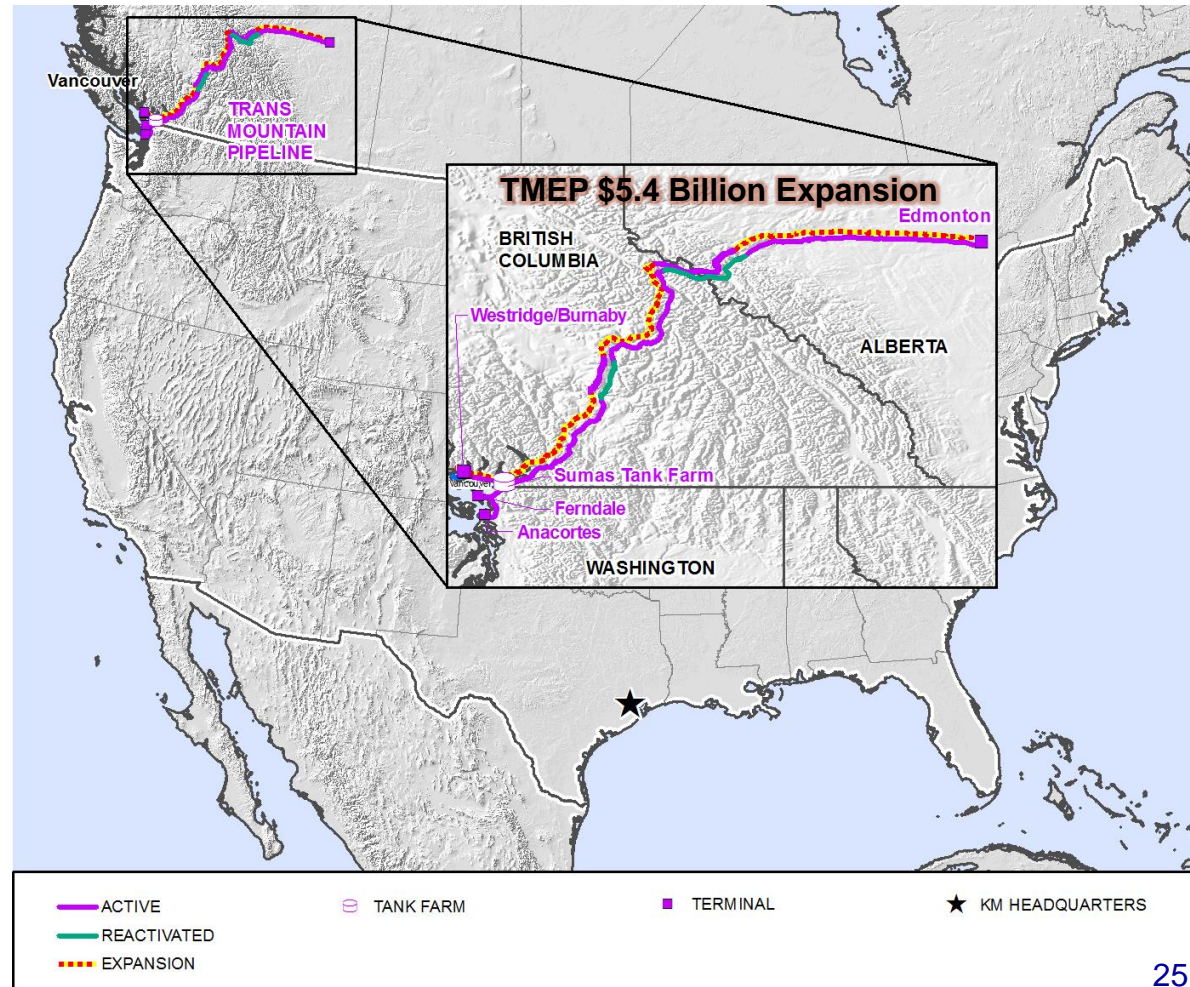 Vancouver
TRANS
MOUNTAIN
PIPELINE
TMEP $5.4 Billion Expansion
Edmonton
BRITISH
COLUMBIA
Westridge/Burnaby
ALBERTA
Sumas Tank Farm
Vancouver
Ferndale
Anacortes
WASHINGTON
ACTIVE
REACTIVATED
EXPANSION
TANK FARM
TERMINAL
KM HEADQUARTERS
25